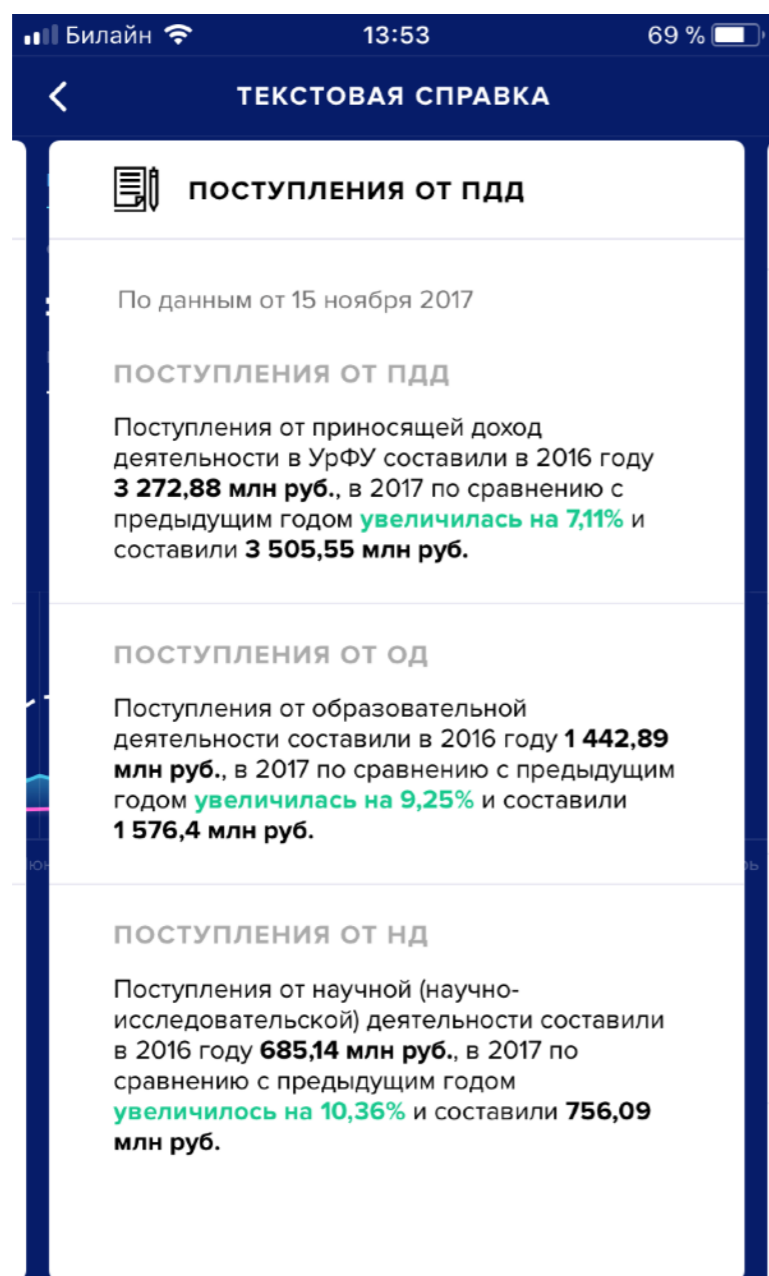 Билайн 13:53 69 %
ТЕКСТОВАЯ СПРАВКА
ПОСТУПЛЕНИЯ ОТ ПДД
По данным от 15 ноября 2017
ПОСТУПЛЕНИЯ ОТ ПДД
Поступления от приносящей доход
деятельности в УрФУ составили в 2016 году
3 272,88 млн руб., в 2017 по сравнению с
предыдущим годом увеличилась на 7,11% и
составили 3 505,55 млн руб.
ПОСТУПЛЕНИЯ ОТ ОД
Поступления от образовательной
деятельности составили в 2016 году 1 442,89
млн руб., в 2017 по сравнению с предыдущим
годом увеличилась на 9,25% и составили
1 576,4 млн руб.
ПОСТУПЛЕНИЯ ОТ НД
Поступления от научной (научно-
исследовательской) деятельности составили
в 2016 году 685,14 млн руб., в 2017 по
сравнению с предыдущим годом
увеличилось на 10,36% и составили 756,09
млн руб.